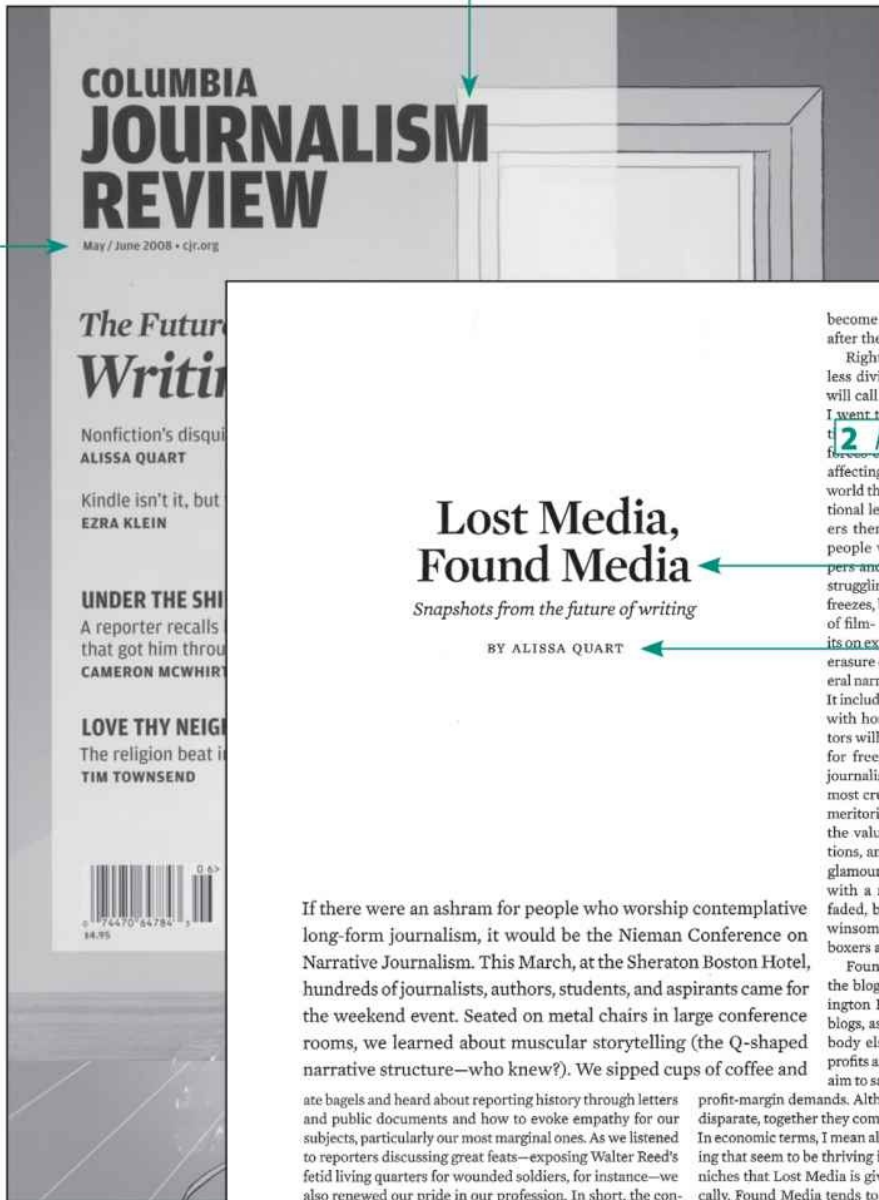 COLUMBIA
JOURNALISM
REVIEW
May / June 2008 • cjr.org
The Futur
Writi
Nonfiction's disqui
ALISSA QUART
Kindle isn't it, but
EZRA KLEIN
UNDER THE SHI
A reporter recalls
that got him throu
CAMERON MCWHIRT
LOVE THY NEIG
The religion beat i
TIM TOWNSEND
06>
0 74470 64784 3
$4.95
Lost Media,
Found Media
Snapshots from the future of writing
BY ALISSA QUART
If there were an ashram for people who worship contemplative
long-form journalism, it would be the Nieman Conference on
Narrative Journalism. This March, at the Sheraton Boston Hotel,
hundreds of journalists, authors, students, and aspirants came for
the weekend event. Seated on metal chairs in large conference
rooms, we learned about muscular storytelling (the Q-shaped
narrative structure—who knew?). We sipped cups of coffee and
ate bagels and heard about reporting history through letters
and public documents and how to evoke empathy for our
subjects, particularly our most marginal ones. As we listened
to reporters discussing great feats—exposing Walter Reed's
fetid living quarters for wounded soldiers, for instance—we
also renewed our pride in our profession. In short, the con-
become
after the
Right
less divi
will call
I went t
2
affecting
world th
tional le
ers then
people
pers and
strugglin
freezes,
of film-
its on ex
erasure
eral narr
It includ
with ho
tors will
for free
journalis
most cru
meritori
the valu
tions, an
glamour
with a
faded, b
winsom
boxers a
Foun
the blog
ington
blogs, as
body els
profits a
aim to sa
profit-margin demands. Alth
disparate, together they com
In economic terms, I mean al
ing that seem to be thriving i
niches that Lost Media is giv
cally. Found Media tends to